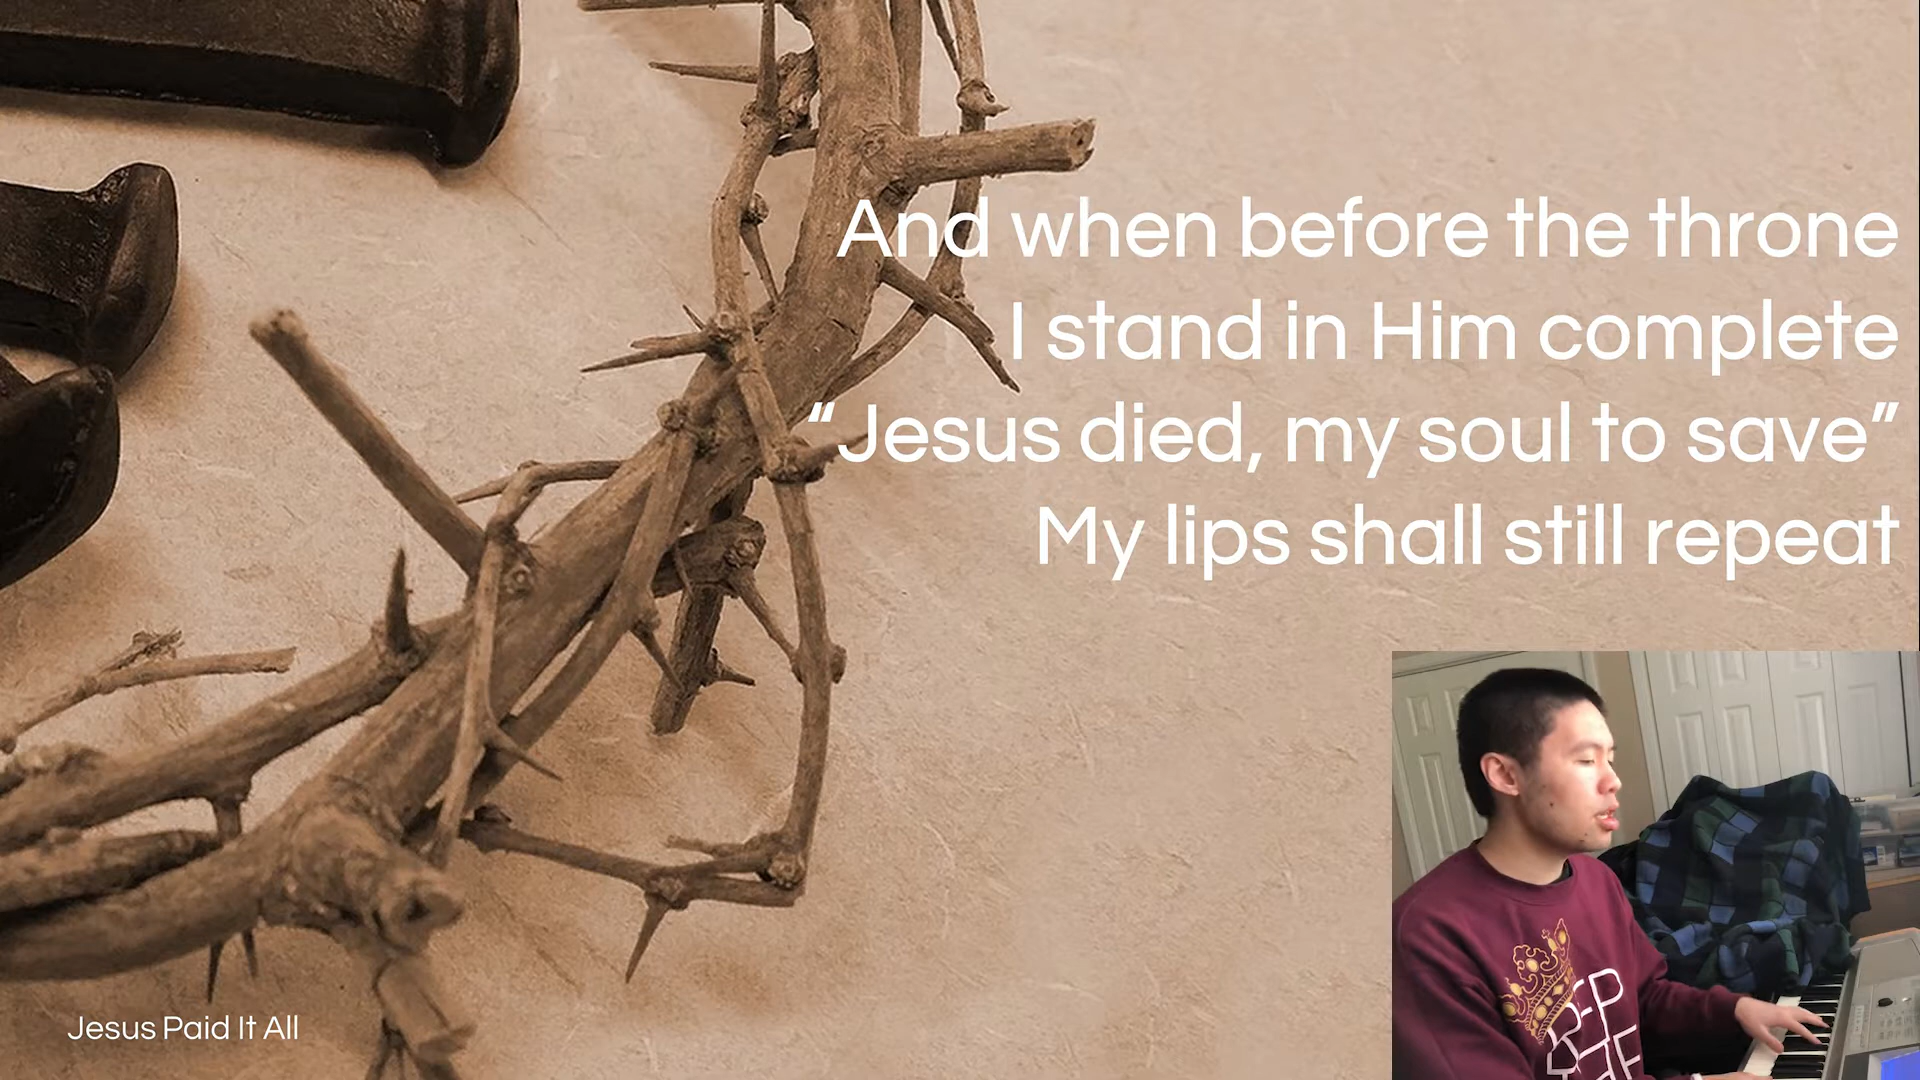 And when before the throne
I stand in Him complete
“Jesus died, my soul to save”
My lips shall still repeat
Jesus Paid It All